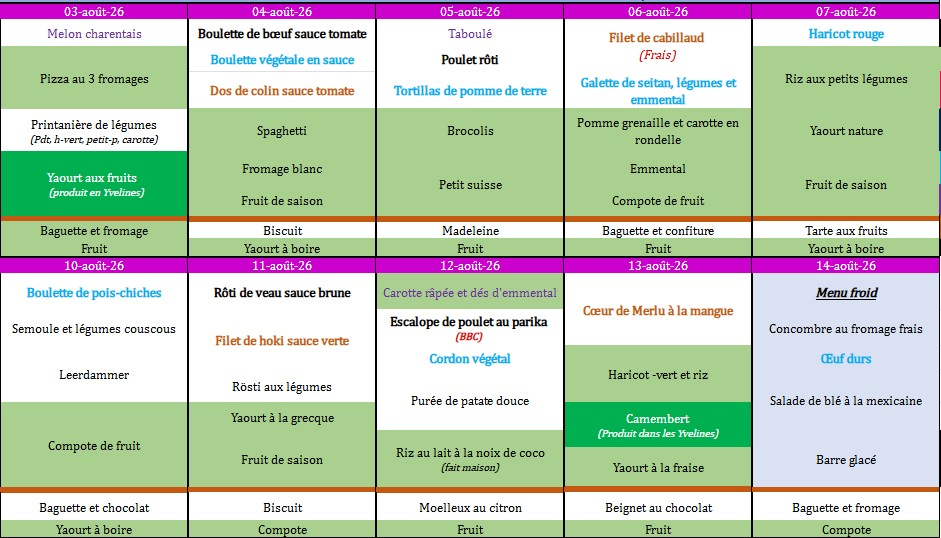 03-août-26
Melon charentais
Pizza au 3 fromages
Printanière de légumes
(Pdt, h-vert, petit-p, carotte)
Yaourt aux fruits
(produit en Yvelines)
Baguette et fromage
Fruit
04-août-26
Boulette de bœuf sauce tomate
Boulette végétale en sauce
Dos de colin sauce tomate
Spaghetti
Fromage blanc
Fruit de saison
Biscuit
Yaourt à boire
05-août-26
Taboulé
Poulet rôti
Tortillas de pomme de terre
Brocolis
Petit suisse
Madeleine
Fruit
06-août-26
Filet de cabillaud
(Frais)
Galette de seitan, légumes et
emmental
Pomme grenaille et carotte en
rondelle
Emmental
Compote de fruit
Baguette et confiture
Fruit
07-août-26
Haricot rouge
Riz aux petits légumes
Yaourt nature
Fruit de saison
Tarte aux fruits
Yaourt à boire
10-août-26
Boulette de pois-chiches
Semoule et légumes couscous
Leerdammer
Compote de fruit
Baguette et chocolat
Yaourt à boire
11-août-26
Rôti de veau sauce brune
Filet de hoki sauce verte
Rösti aux légumes
Yaourt à la grecque
Fruit de saison
Biscuit
Compote
12-août-26
Carotte râpée et dés d'emmental
Escalope de poulet au parika
(BBC)
Cordon végétal
Purée de patate douce
Riz au lait à la noix de coco
(fait maison)
Moelleux au citron
Fruit
13-août-26
Cœur de Merlu à la mangue
Haricot -vert et riz
Camembert
(Produit dans les Yvelines)
Yaourt à la fraise
Beignet au chocolat
Fruit
14-août-26
Menu froid
Concombre au fromage frais
Œuf durs
Salade de blé à la mexicaine
Barre glacé
Baguette et fromage
Compote